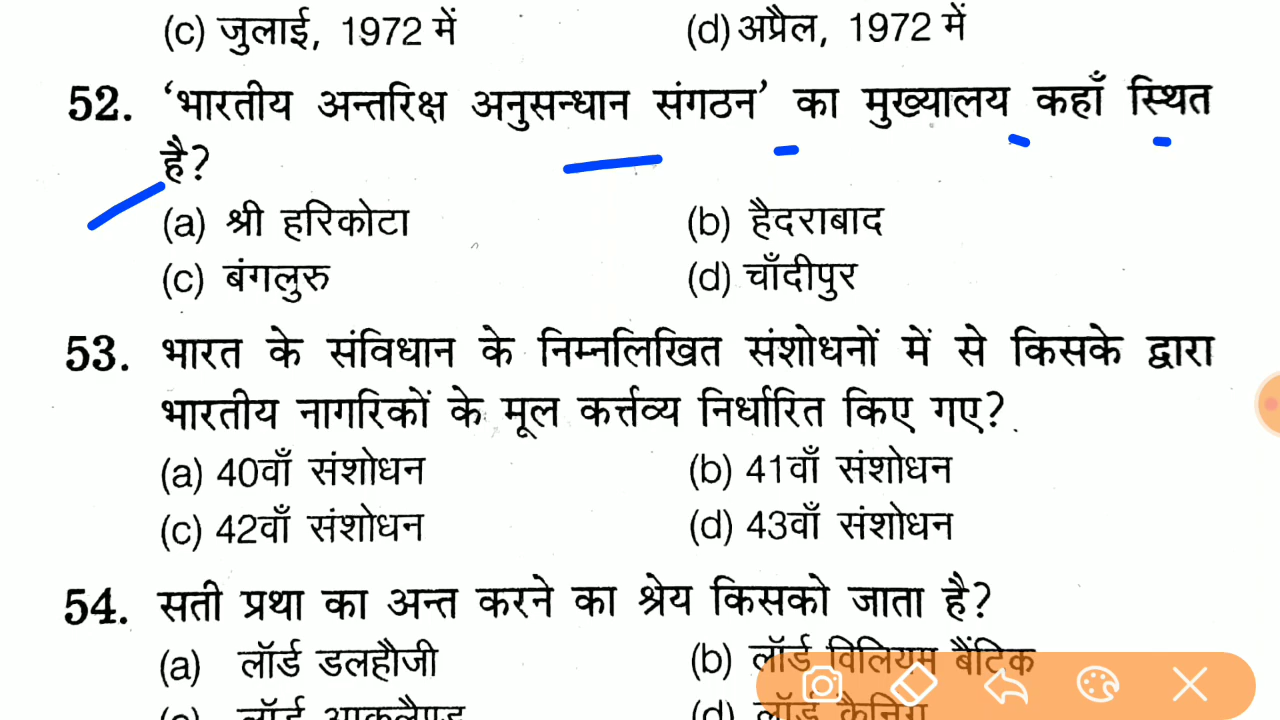 (c) जुलाई, 1972 में (d) अप्रैल, 1972 में
52. ‘भारतीय अन्तरिक्ष अनुसन्धान संगठन’ का मुख्यालय कहाँ स्थित
है?
(a) श्री हरिकोटा (b) हैदराबाद
(c) बंगलुरु (d) चाँदीपुर
53. भारत के संविधान के निम्नलिखित संशोधनों में से किसके द्वारा
भारतीय नागरिकों के मूल कर्त्तव्य निर्धारित किए गए?
(a) 40वाँ संशोधन (b) 41वाँ संशोधन
(c) 42वाँ संशोधन (d) 43वाँ संशोधन
54. सती प्रथा का अन्त करने का श्रेय किसको जाता है?
(a) लॉर्ड डलहौजी (b) लॉर्ड विलियम बैंटिक
(c) लॉर्ड आकलैण्ड (d) लॉर्ड कैनिंग